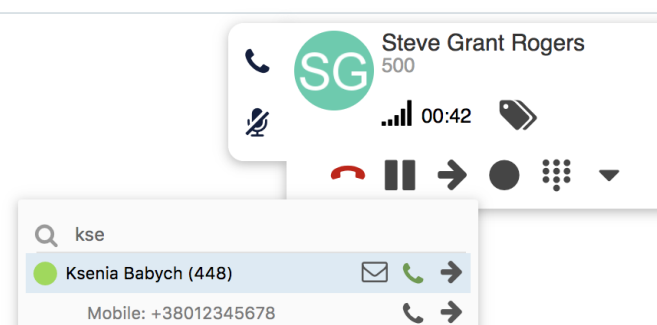 SG
Steve Grant Rogers
500
00:42
kse
Ksenia Babych (448)
Mobile: +38012345678